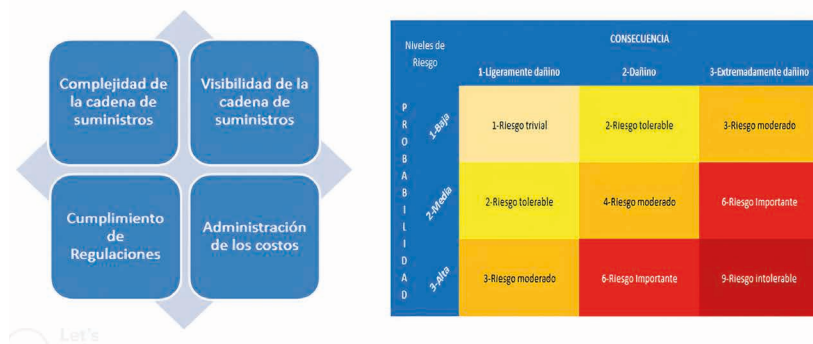 Complejidad de
la cadena de
suministros
Visibilidad de la
cadena de
suministros
Cumplimiento
de
Regulaciones
Administración
de los costos
Let's
Niveles de
Riesgo
CONSECUENCIA
1-Ligeramente dañino
2-Dañino
3-Extremadamente dañino
PROBABILIDAD
1-Baja
1-Riesgo trivial
2-Riesgo tolerable
3-Riesgo moderado
2-Media
2-Riesgo tolerable
4-Riesgo moderado
6-Riesgo Importante
3-Alta
3-Riesgo moderado
6-Riesgo Importante
9-Riesgo intolerable